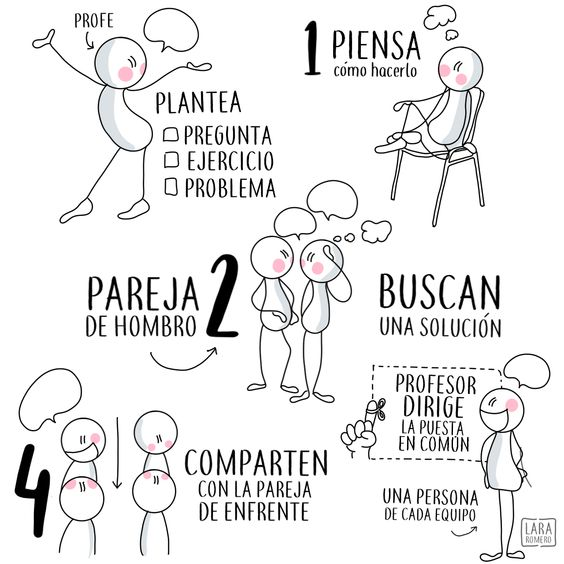 PROFE
PLANTEA
PREGUNTA
EJERCICIO
PROBLEMA
1 PIENSA
cómo hacerlo
PAREJA 2
DE HOMBRO
BUSCAN
UNA SOLUCIÓN
4
COMPARTEN
CON LA PAREJA
DE ENFRENTE
PROFESOR
DIRIGE
LA PUESTA
EN COMÚN
UNA PERSONA
DE CADA EQUIPO
LARA
ROMERO